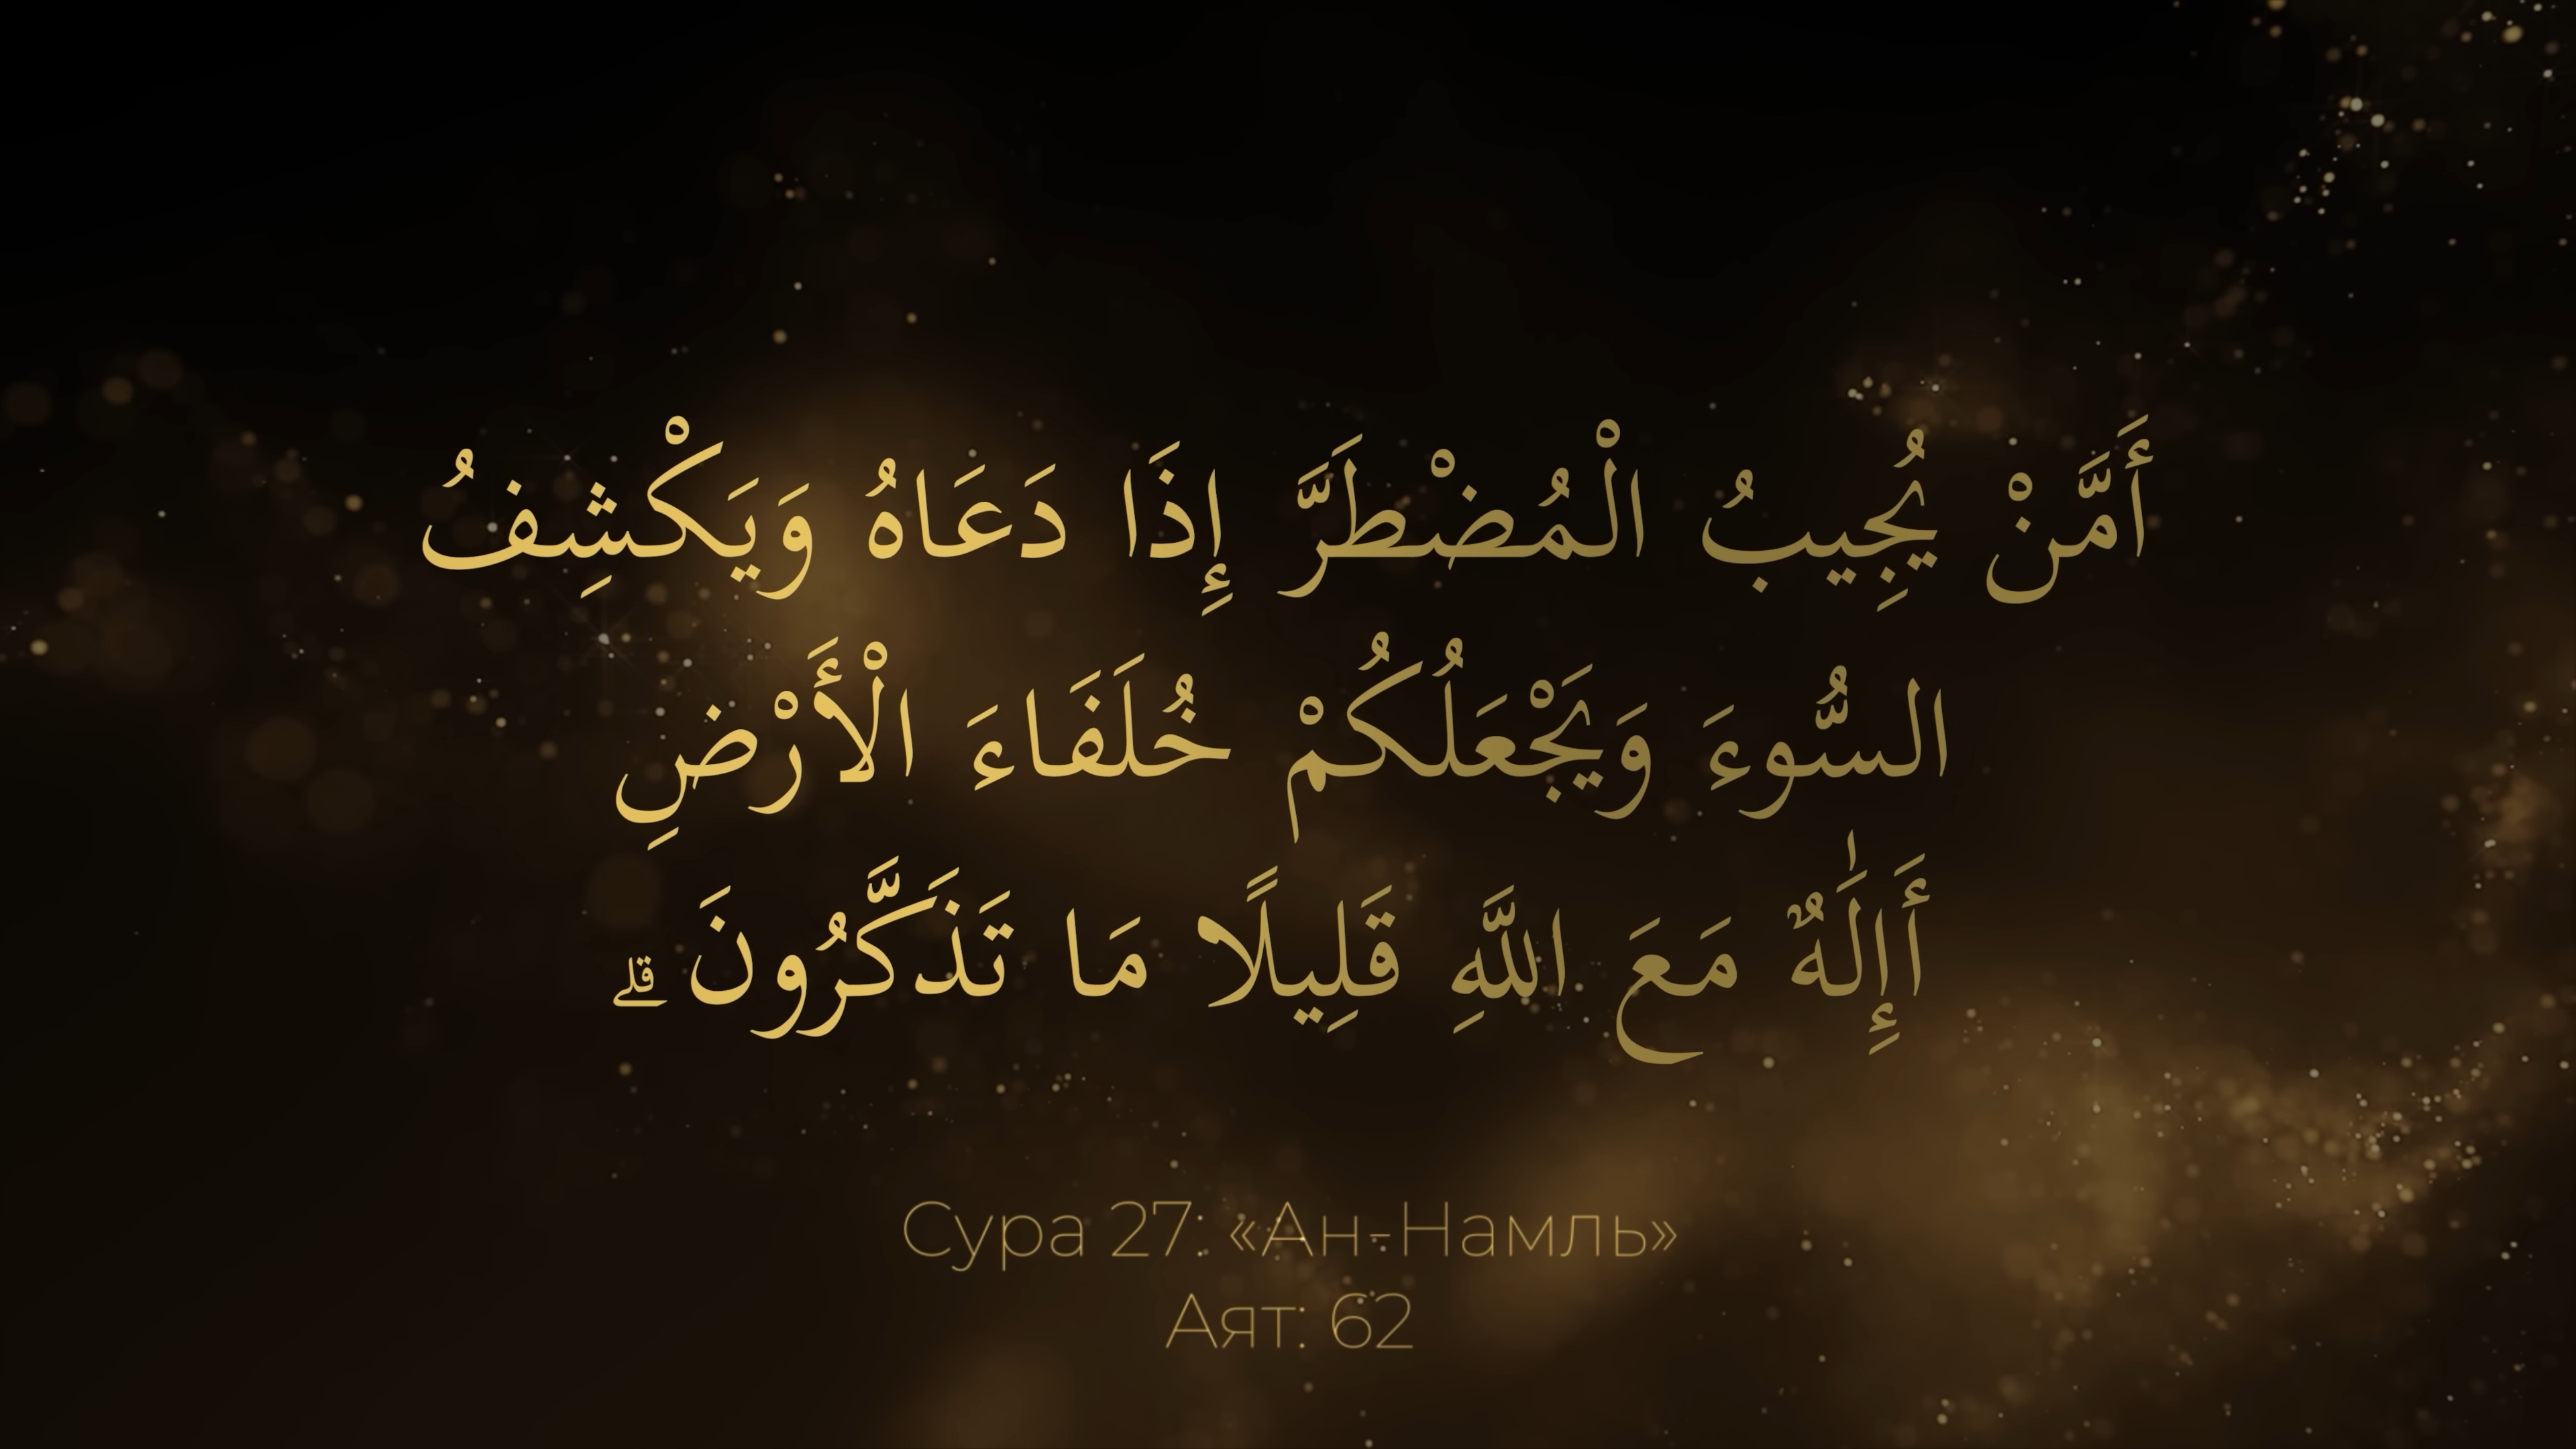 أَمَّنْ يُجِيبُ الْمُضْطَرَّ إِذَا دَعَاهُ وَيَكْشِفُ
السُّوءَ وَيَجْعَلُكُمْ خُلَفَاءَ الْأَرْضِ
أَإِلَٰهٌ مَعَ اللَّهِ قَلِيلًا مَا تَذَكَّرُونَ ۗ
Сура 27: «Ан-Намль»
Аят: 62